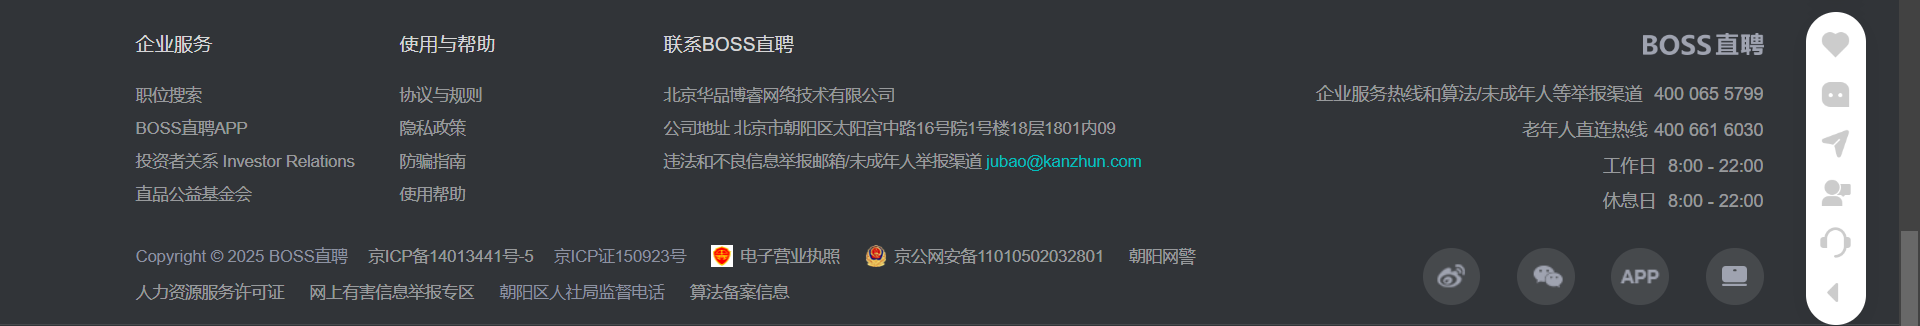 企业服务
职位搜索
BOSS直聘APP
投资者关系 Investor Relations
直品公益基金会
使用与帮助
协议与规则
隐私政策
防骗指南
使用帮助
联系BOSS直聘
北京华品博睿网络技术有限公司
公司地址 北京市朝阳区太阳宫中路16号院1号楼18层1801内09
违法和不良信息举报邮箱/未成年人举报渠道 jubao@kanzhun.com
BOSS直聘
企业服务热线和算法/未成年人等举报渠道 400 065 5799
老年人直连热线 400 661 6030
工作日 8:00 - 22:00
休息日 8:00 - 22:00
Copyright © 2025 BOSS直聘 京ICP备14013441号-5 京ICP证150923号 电子营业执照 京公网安备11010502032801 朝阳网警
人力资源服务许可证 网上有害信息举报专区 朝阳区人社局监督电话 算法备案信息
APP